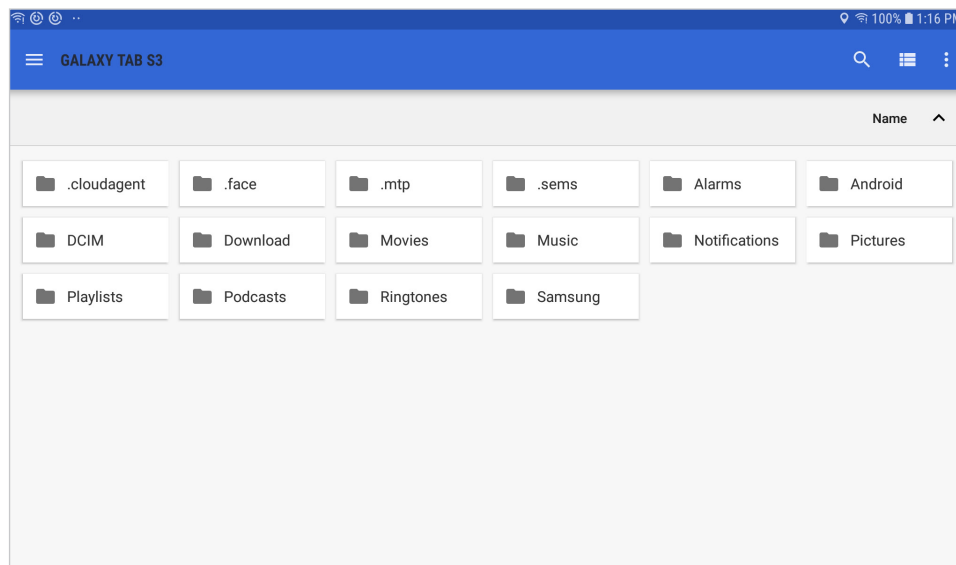 100% 1:16 PM
GALAXY TAB S3
Name
.cloudagent .face .mtp .sems Alarms Android
DCIM Download Movies Music Notifications Pictures
Playlists Podcasts Ringtones Samsung